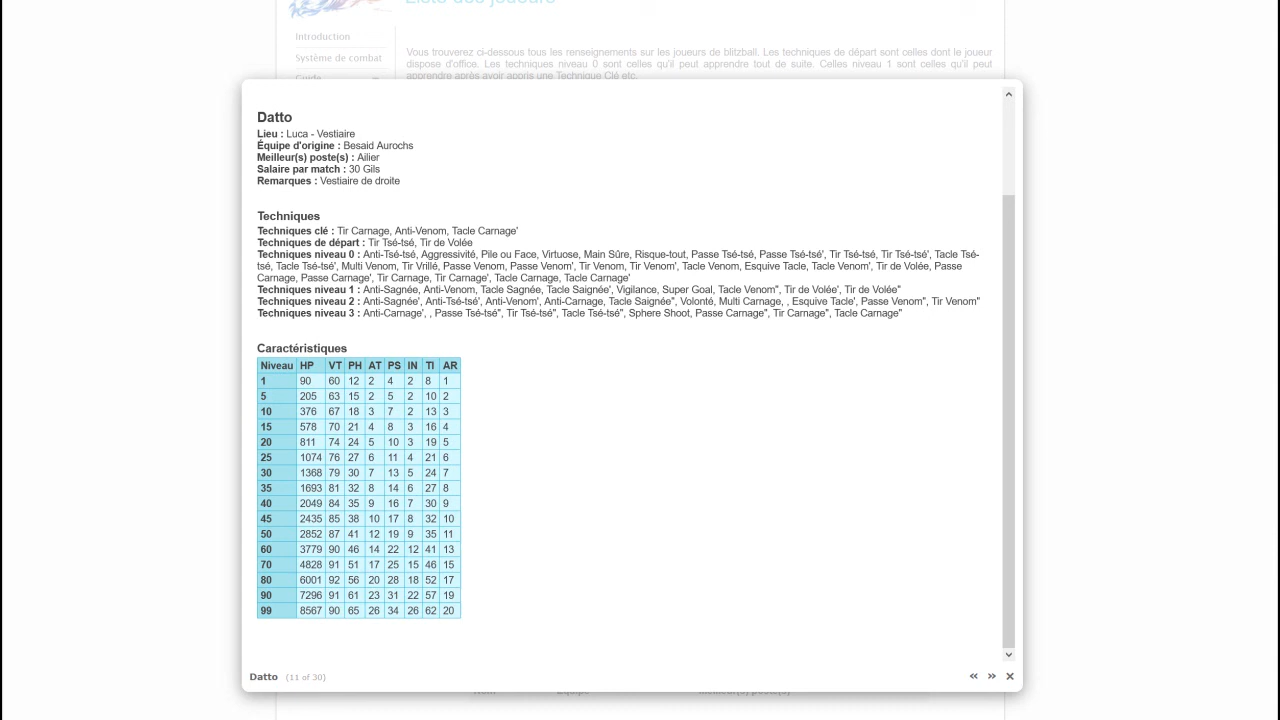 Liste des joueurs
Introduction
Système de combat
Guide
Vous trouverez ci-dessous tous les renseignements sur les joueurs de blitzball. Les techniques de départ sont celles dont le joueur
dispose d'office. Les techniques niveau 0 sont celles qu'il peut apprendre tout de suite. Celles niveau 1 sont celles qu'il peut
apprendre après avoir appris une Technique Clé etc.
Datto
Lieu : Luca - Vestiaire
Équipe d'origine : Besaid Aurochs
Meilleur(s) poste(s) : Ailier
Salaire par match : 30 Gils
Remarques : Vestiaire de droite
Techniques
Techniques clé : Tir Carnage, Anti-Venom, Tacle Carnage'
Techniques de départ : Tir Tsé-tsé, Tir de Volée
Techniques niveau 0 : Anti-Tsé-tsé, Aggressivité, Pile ou Face, Virtuose, Main Sûre, Risque-tout, Passe Tsé-tsé, Passe Tsé-tsé', Tir Tsé-tsé, Tir Tsé-tsé', Tacle Tsé-
tsé, Tacle Tsé-tsé', Multi Venom, Tir Vrillé, Passe Venom, Passe Venom', Tir Venom, Tir Venom', Tacle Venom, Esquive Tacle, Tacle Venom', Tir de Volée, Passe
Carnage, Passe Carnage', Tir Carnage, Tir Carnage', Tacle Carnage, Tacle Carnage'
Techniques niveau 1 : Anti-Sagnée, Anti-Venom, Tacle Sagnée, Tacle Saignée', Vigilance, Super Goal, Tacle Venom", Tir de Volée', Tir de Volée"
Techniques niveau 2 : Anti-Sagnée', Anti-Tsé-tsé', Anti-Venom', Anti-Carnage, Tacle Saignée", Volonté, Multi Carnage, , Esquive Tacle', Passe Venom", Tir Venom"
Techniques niveau 3 : Anti-Carnage', , Passe Tsé-tsé", Tir Tsé-tsé", Tacle Tsé-tsé", Sphere Shoot, Passe Carnage", Tir Carnage", Tacle Carnage"
Caractéristiques
Niveau HP VT PH AT PS IN TI AR
1 90 60 12 2 4 2 8 1
5 205 63 15 2 5 2 10 2
10 376 67 18 3 7 2 13 3
15 578 70 21 4 8 3 16 4
20 811 74 24 5 10 3 19 5
25 1074 76 27 6 11 4 21 6
30 1368 79 30 7 13 5 24 7
35 1693 81 32 8 14 6 27 8
40 2049 84 35 9 16 7 30 9
45 2435 85 38 10 17 8 32 10
50 2852 87 41 12 19 9 35 11
60 3779 90 46 14 22 12 41 13
70 4828 91 51 17 25 15 46 15
80 6001 92 56 20 28 18 52 17
90 7296 91 61 23 31 22 57 19
99 8567 90 65 26 34 26 62 20
Datto (11 of 30)